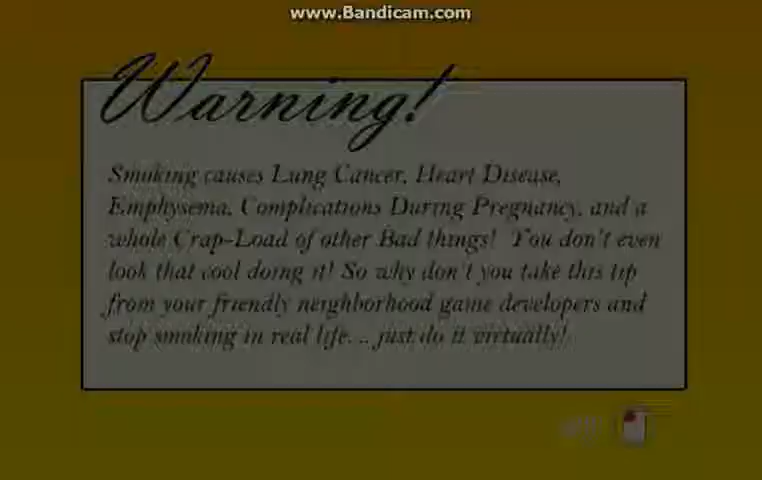 www.Bandicam.com
Warning!
Smoking causes Lung Cancer, Heart Disease,
Emphysema, Complications During Pregnancy, and a
whole Crap-Load of other Bad things! You don't even
look that cool doing it! So why don't you take this tip
from your friendly neighborhood game developers and
stop smoking in real life... just do it virtually!